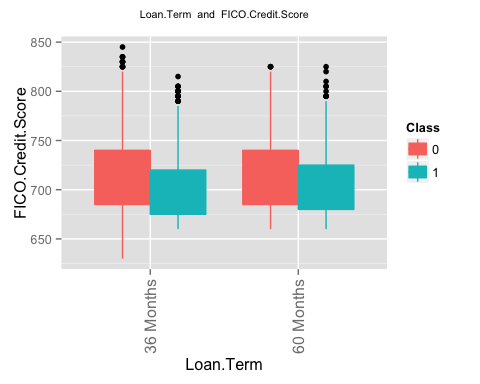 Loan.Term and FICO.Credit.Score
850
800
750
700
650
FICO.Credit.Score
36 Months
60 Months
Loan.Term
Class
0
1